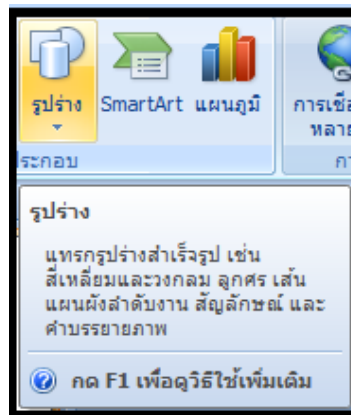 รูปร่าง SmartArt แผนภูมิ การเชื่อ
หลาย
ระกอบ กา
รูปร่าง
แทรกรูปร่างสำเร็จรูป เช่น
สี่เหลี่ยมและวงกลม ลูกศร เส้น
แผนผังลำดับงาน สัญลักษณ์ และ
คำบรรยายภาพ
กด F1 เพื่อดูวิธีใช้เพิ่มเติม